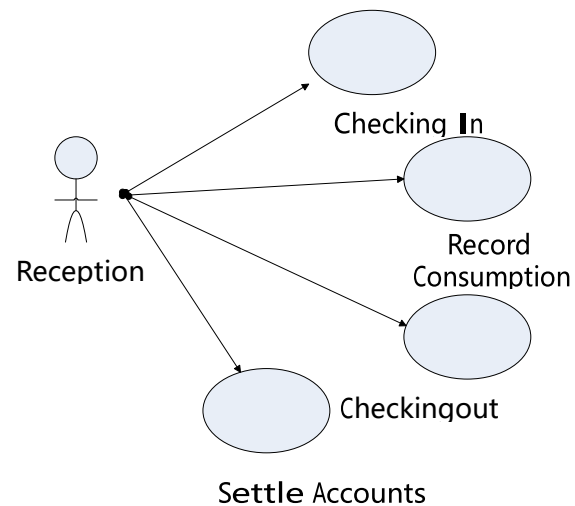 Checking In
Reception
Record
Consumption
Checkingout
Settle Accounts